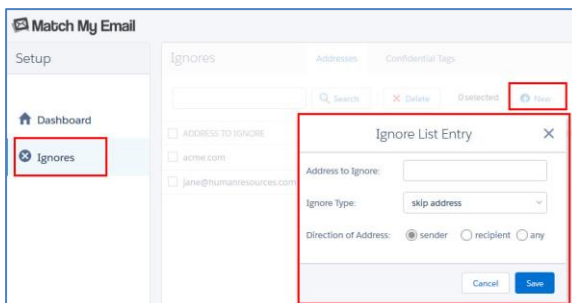 Match My Email
Setup
Dashboard
Ignores
Ignores
Addresses
Confidential Tags
Search
Delete
0 selected
New
ADDRESS TO IGNORE
acme.com
jane@humanresources.com
Ignore List Entry
Address to Ignore:
Ignore Type:
skip address
Direction of Address:
sender
recipient
any
Cancel
Save